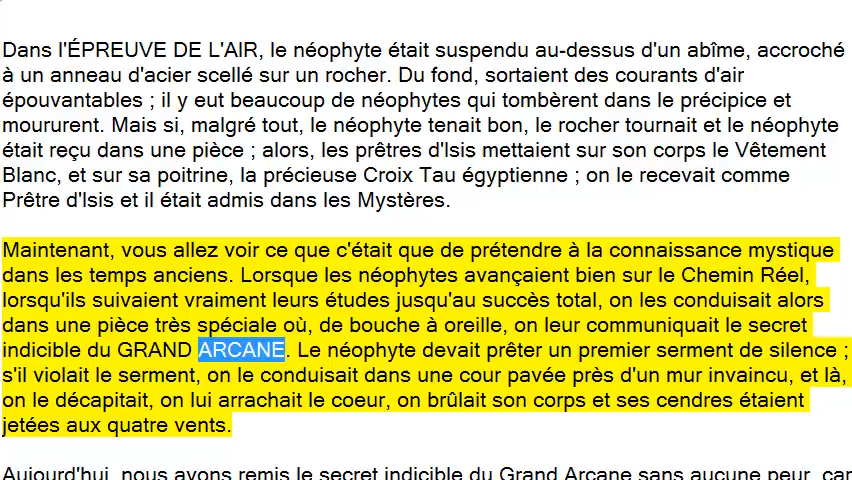 Dans l'ÉPREUVE DE L'AIR, le néophyte était suspendu au-dessus d'un abîme, accroché
à un anneau d'acier scellé sur un rocher. Du fond, sortaient des courants d'air
épouvantables ; il y eut beaucoup de néophytes qui tombèrent dans le précipice et
moururent. Mais si, malgré tout, le néophyte tenait bon, le rocher tournait et le néophyte
était reçu dans une pièce ; alors, les prêtres d'Isis mettaient sur son corps le Vêtement
Blanc, et sur sa poitrine, la précieuse Croix Tau égyptienne ; on le recevait comme
Prêtre d'Isis et il était admis dans les Mystères.
Maintenant, vous allez voir ce que c'était que de prétendre à la connaissance mystique
dans les temps anciens. Lorsque les néophytes avançaient bien sur le Chemin Réel,
lorsqu'ils suivaient vraiment leurs études jusqu'au succès total, on les conduisait alors
dans une pièce très spéciale où, de bouche à oreille, on leur communiquait le secret
indicible du GRAND ARCANE. Le néophyte devait prêter un premier serment de silence ;
s'il violait le serment, on le conduisait dans une cour pavée près d'un mur invaincu, et là,
on le décapitait, on lui arrachait le coeur, on brûlait son corps et ses cendres étaient
jetées aux quatre vents.
Aujourd'hui, nous avons remis le secret indicible du Grand Arcane sans aucune peur, car